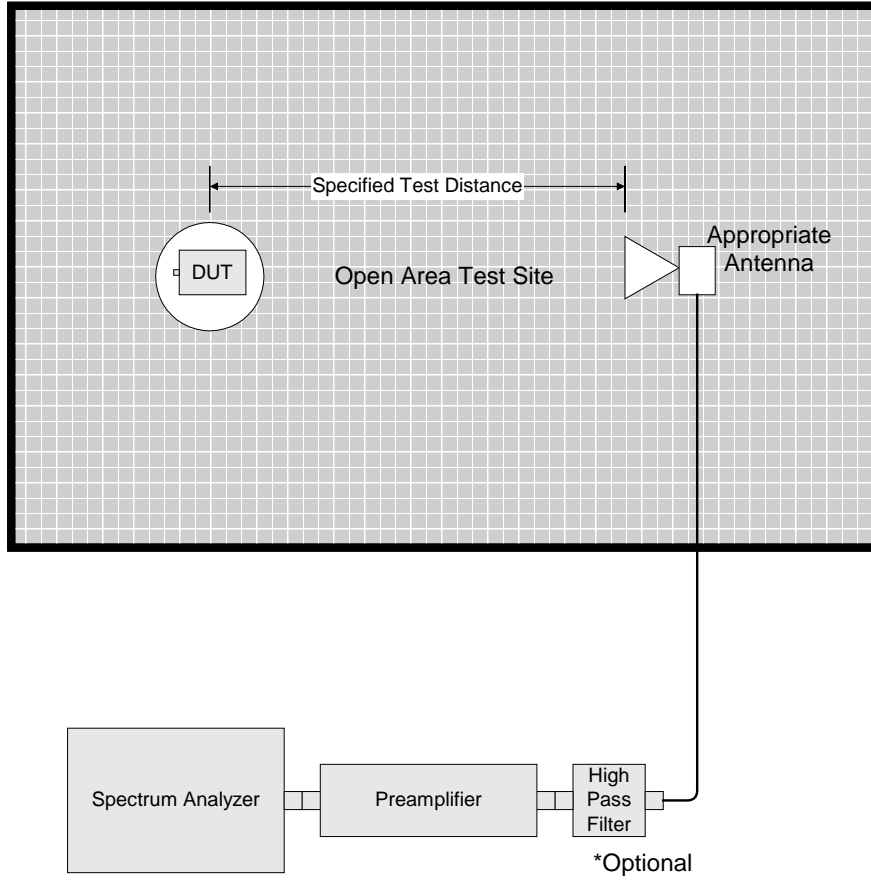 Specified Test Distance
DUT
Open Area Test Site
Appropriate
Antenna
Spectrum Analyzer
Preamplifier
High
Pass
Filter
*Optional